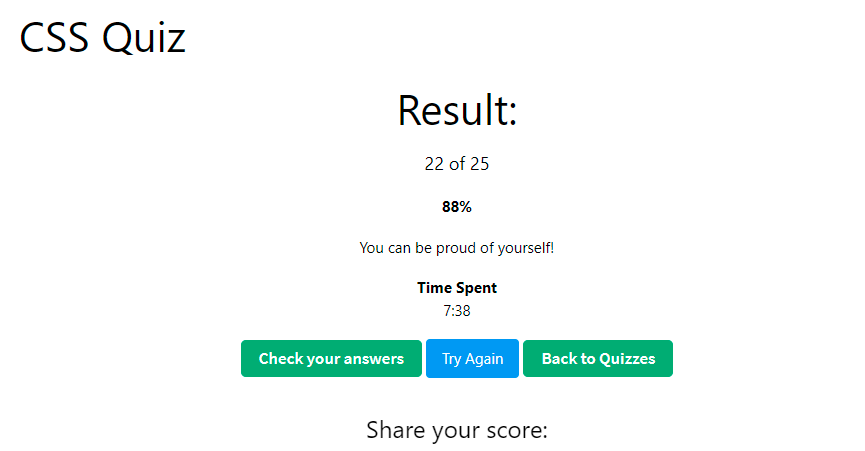 CSS Quiz
Result:
22 of 25
88%
You can be proud of yourself!
Time Spent
7:38
Check your answers Try Again Back to Quizzes
Share your score: